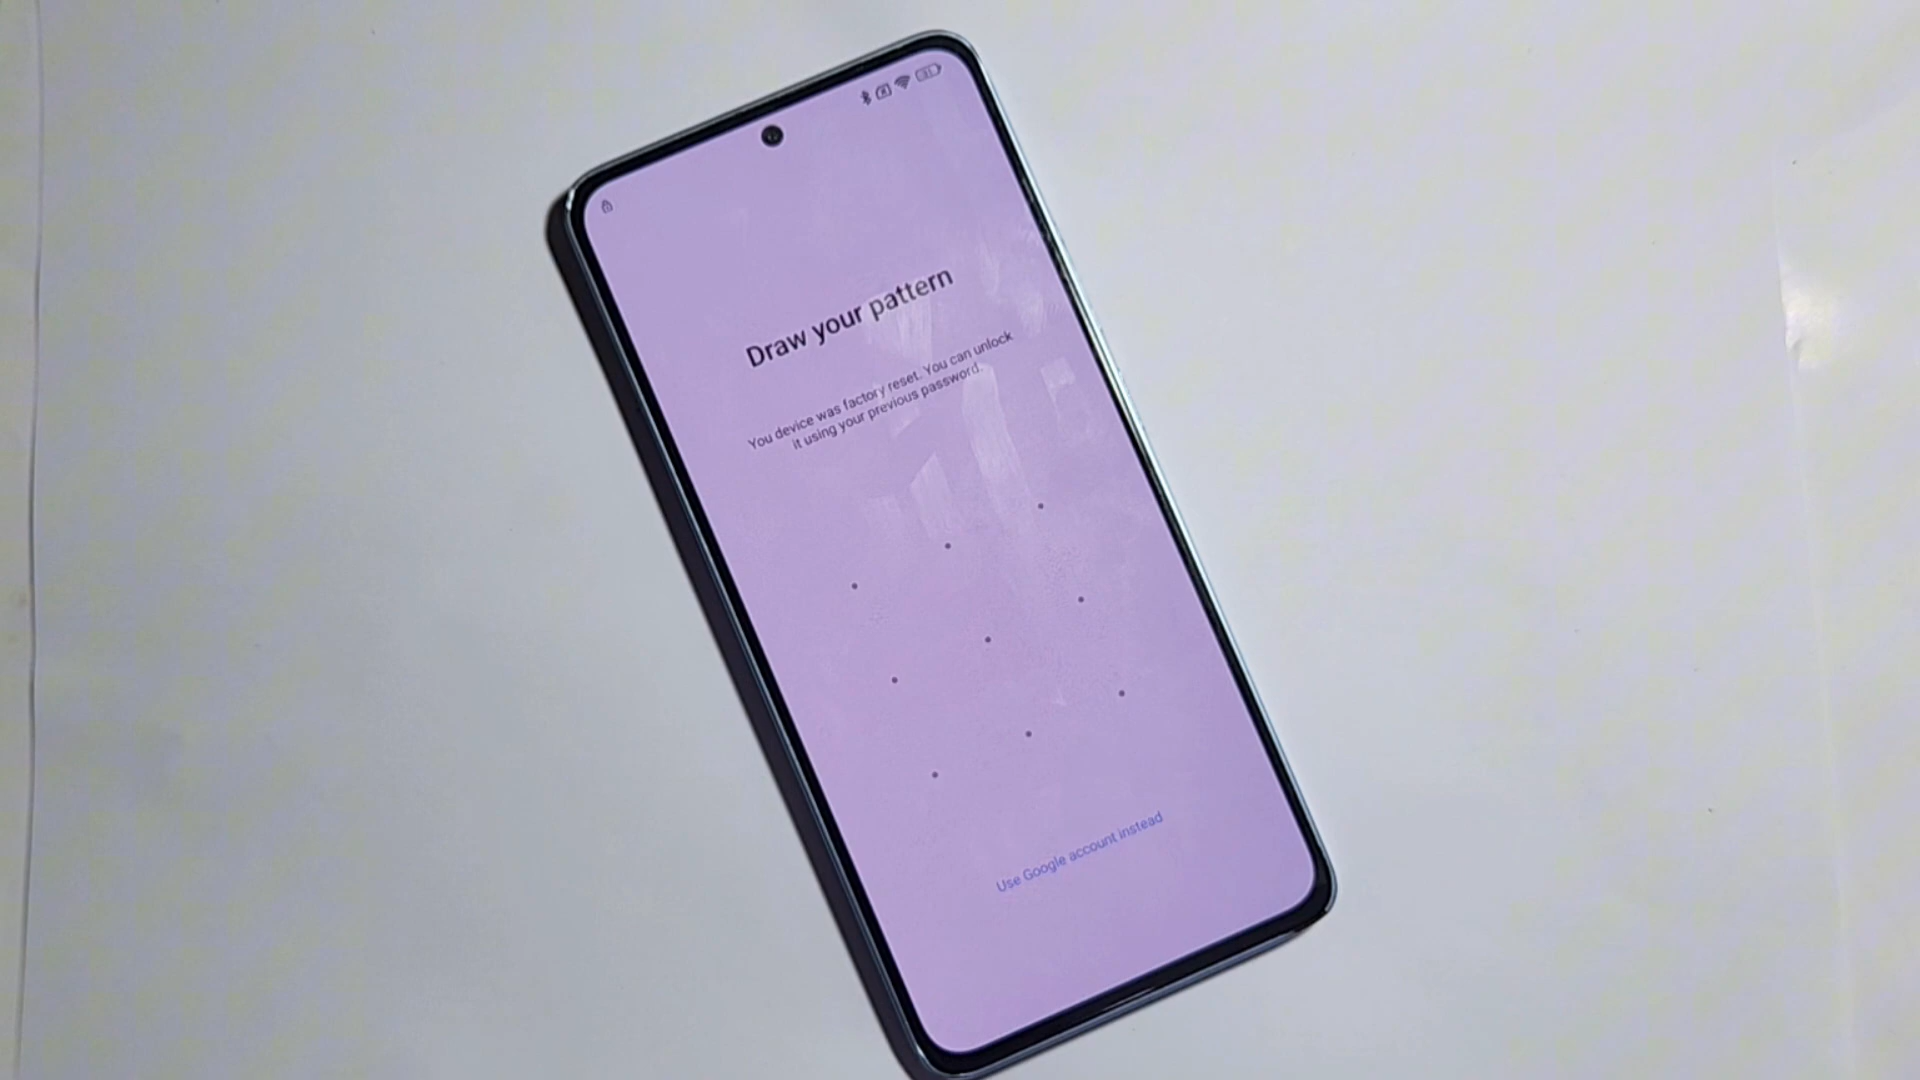 Draw your pattern
You device was factory reset. You can unlock
it using your previous password.
Use Google account instead